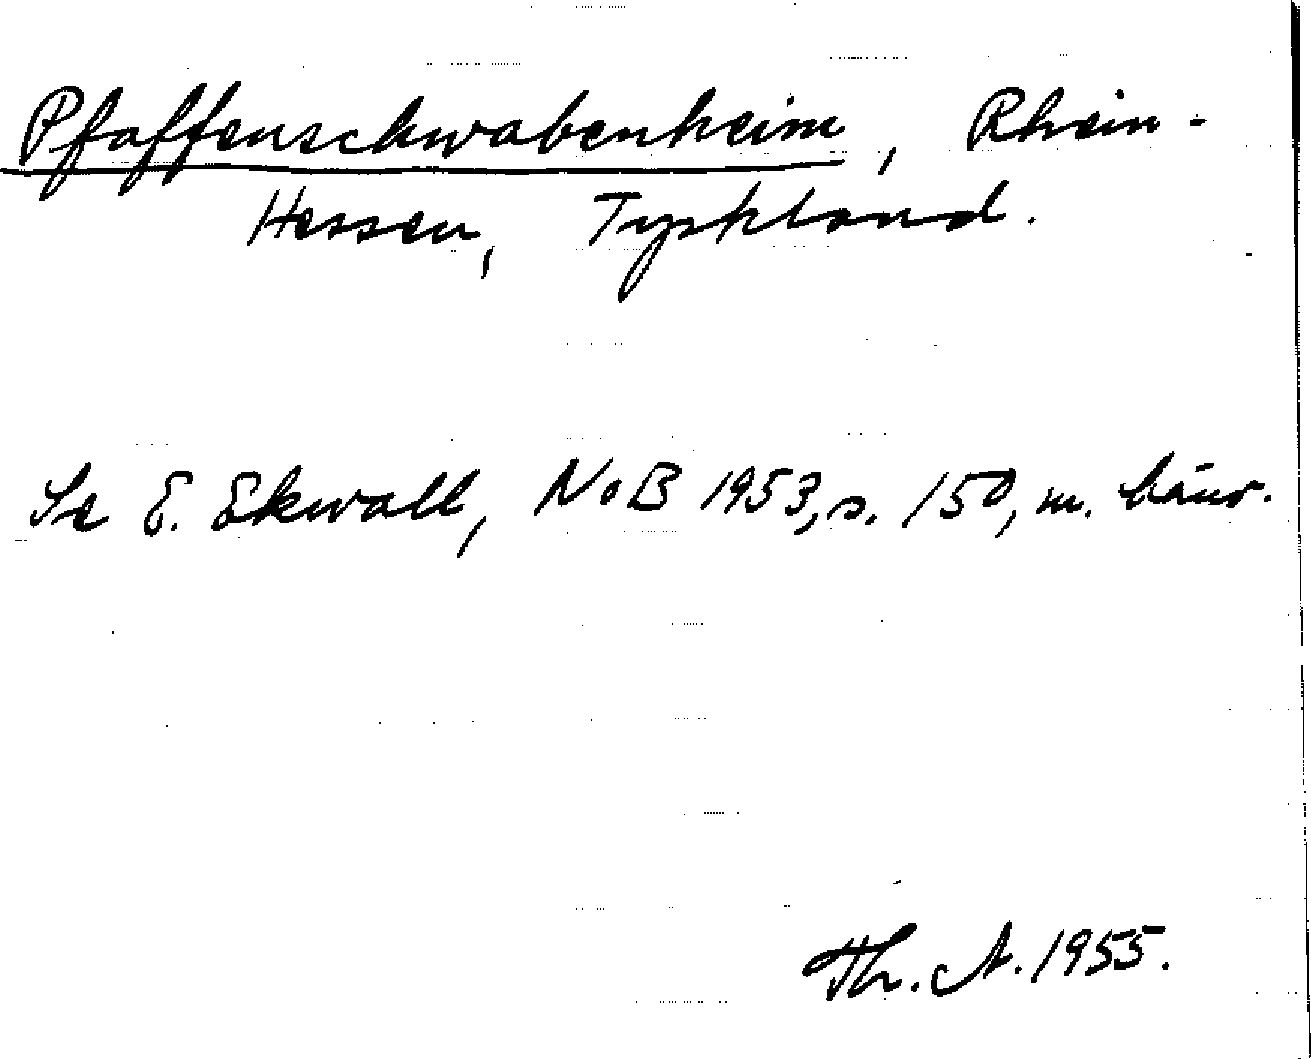 Pfaffenschwabenheim, Rhein-
Hessen, Tyskland.
Se E. Ekwall, NoB 1953, s. 150, m. hänv.
Th. A. 1955.